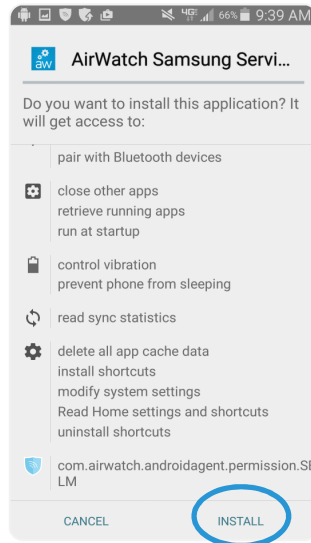 4G 66% 9:39 AM
aw AirWatch Samsung Servi...
Do you want to install this application? It
will get access to:
pair with Bluetooth devices
close other apps
retrieve running apps
run at startup
control vibration
prevent phone from sleeping
read sync statistics
delete all app cache data
install shortcuts
modify system settings
Read Home settings and shortcuts
uninstall shortcuts
com.airwatch.androidagent.permission.SE
LM
CANCEL INSTALL